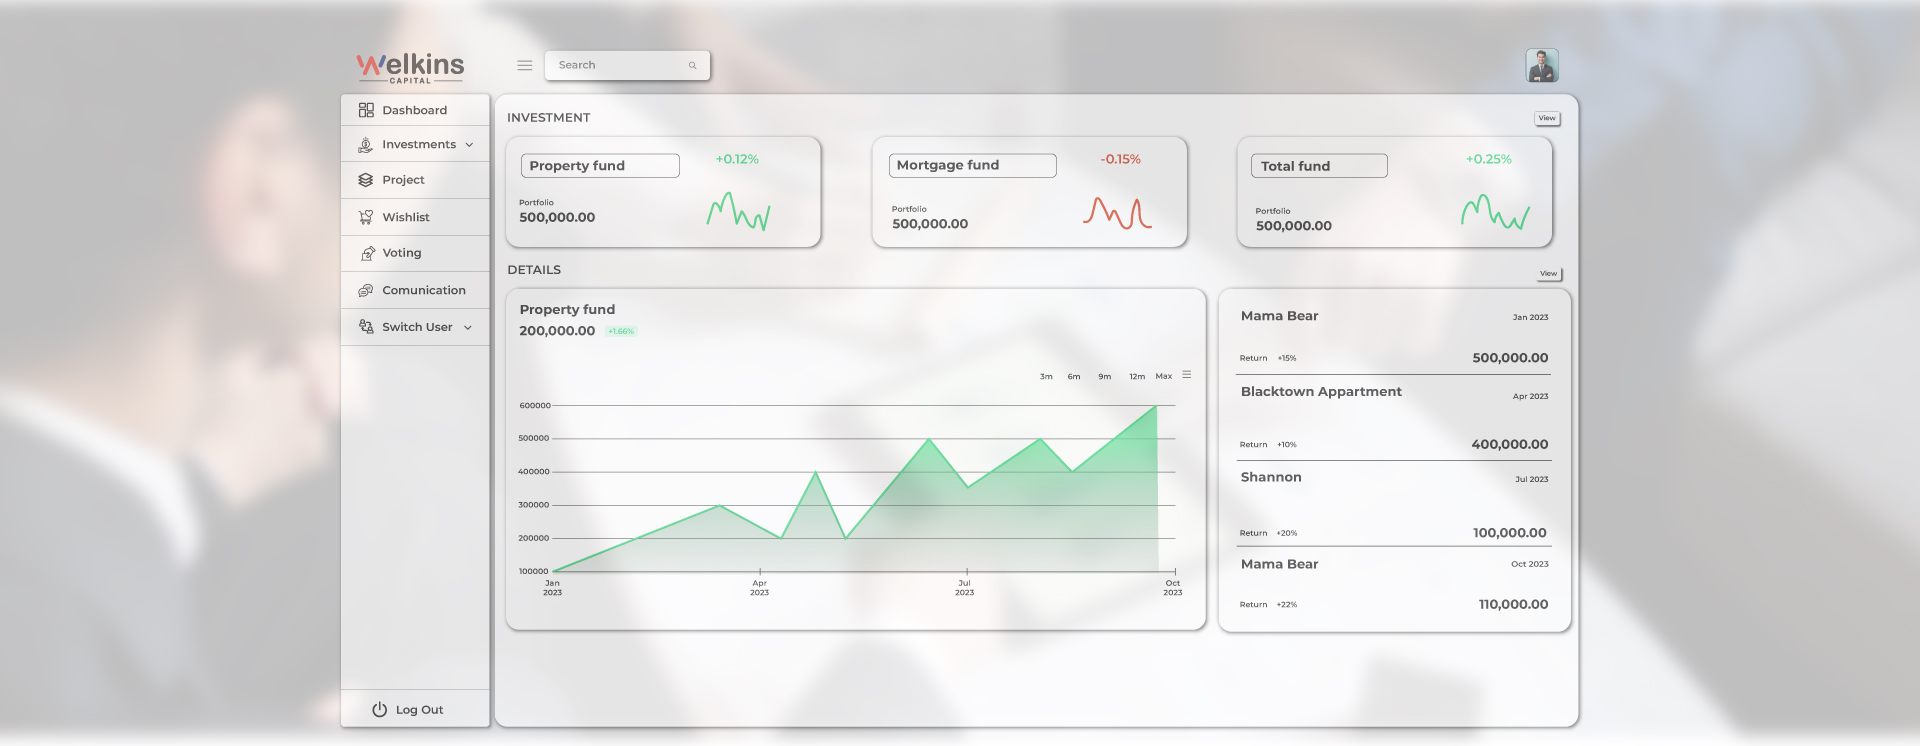 Welkins
CAPITAL
Search
Dashboard
Investments
Project
Wishlist
Voting
Comunication
Switch User
Log Out
INVESTMENT
View
Property fund
+0.12%
Portfolio
500,000.00
Mortgage fund
-0.15%
Portfolio
500,000.00
Total fund
+0.25%
Portfolio
500,000.00
DETAILS
View
Property fund
200,000.00 +1.66%
3m 6m 9m 12m Max
600000
500000
400000
300000
200000
100000
Jan Apr Jul Oct
2023 2023 2023 2023
Mama Bear Jan 2023
Return +15% 500,000.00
Blacktown Appartment Apr 2023
Return +10% 400,000.00
Shannon Jul 2023
Return +20% 100,000.00
Mama Bear Oct 2023
Return +22% 110,000.00